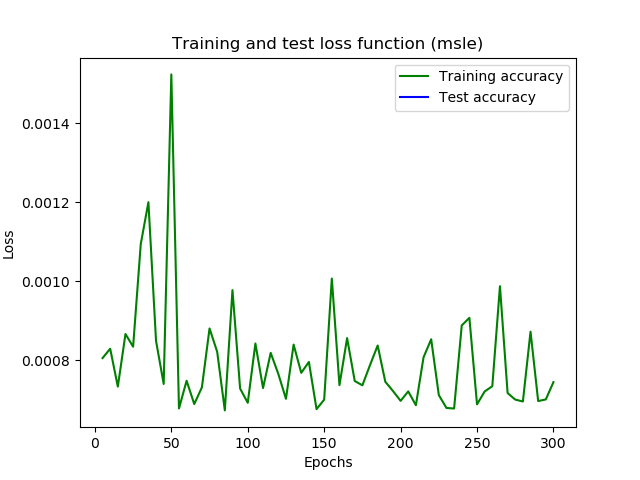 Training and test loss function (msle)
Training accuracy
Test accuracy
Loss
0.0014
0.0012
0.0010
0.0008
0
50
100
150
200
250
300
Epochs